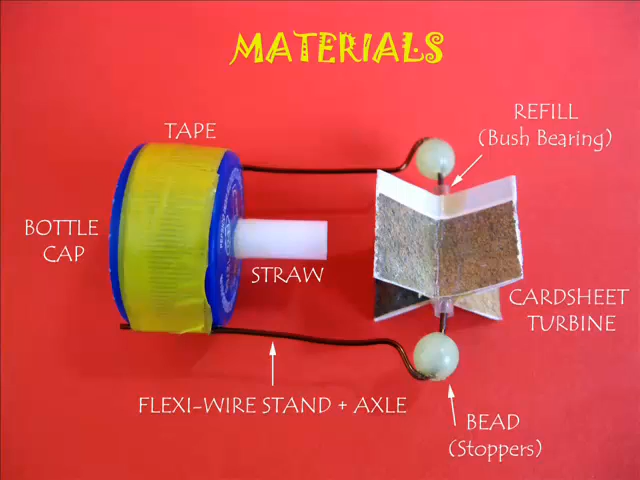 MATERIALS
REFILL
(Bush Bearing)
TAPE
BOTTLE
CAP
STRAW
CARDSHEET
TURBINE
FLEXI-WIRE STAND + AXLE
BEAD
(Stoppers)